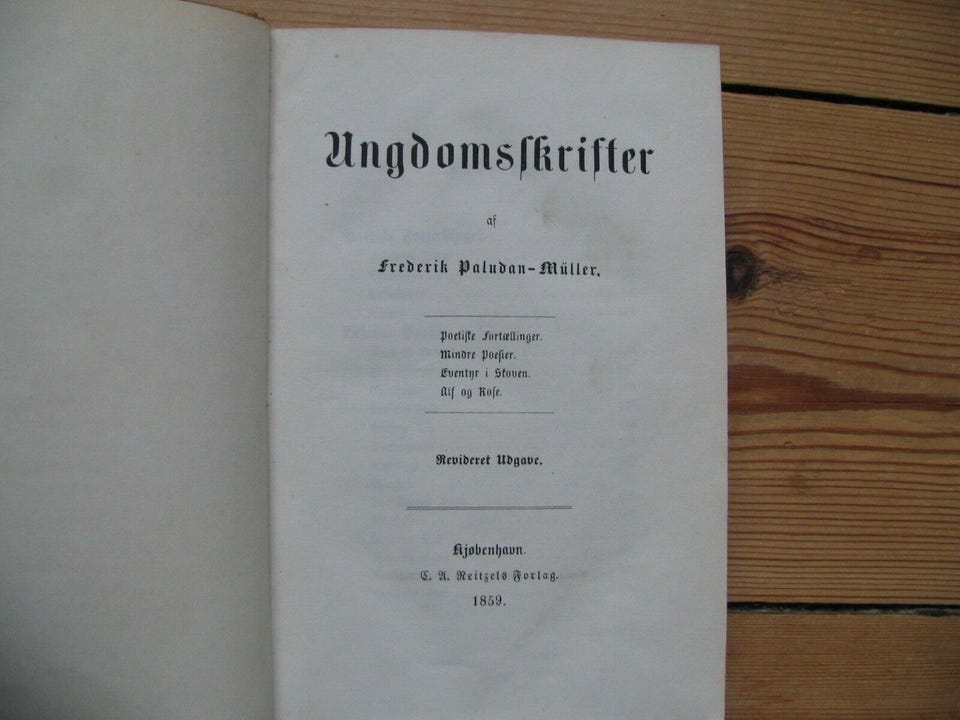 Ungdomsskrifter
af
Frederik Paludan-Müller.
Poetiske Fortællinger.
Mindre Poesier.
Eventyr i Skoven.
Alf og Rose.
Revideret Udgave.
Kjøbenhavn.
C. A. Reitzels Forlag.
1859.